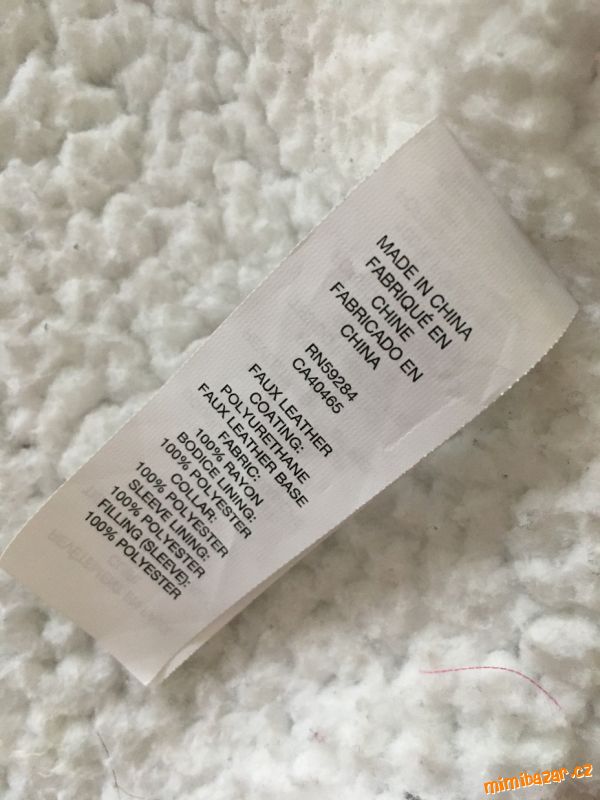 MADE IN CHINA
FABRIQUÉ EN
CHINE
FABRICADO EN
CHINA
RN59284
CA40465
FAUX LEATHER
COATING:
POLYURETHANE
FAUX LEATHER BASE
FABRIC:
100% RAYON
BODICE LINING:
100% POLYESTER
COLLAR:
100% POLYESTER
SLEEVE LINING:
100% POLYESTER
FILLING (SLEEVE):
100% POLYESTER
mimibazar.cz